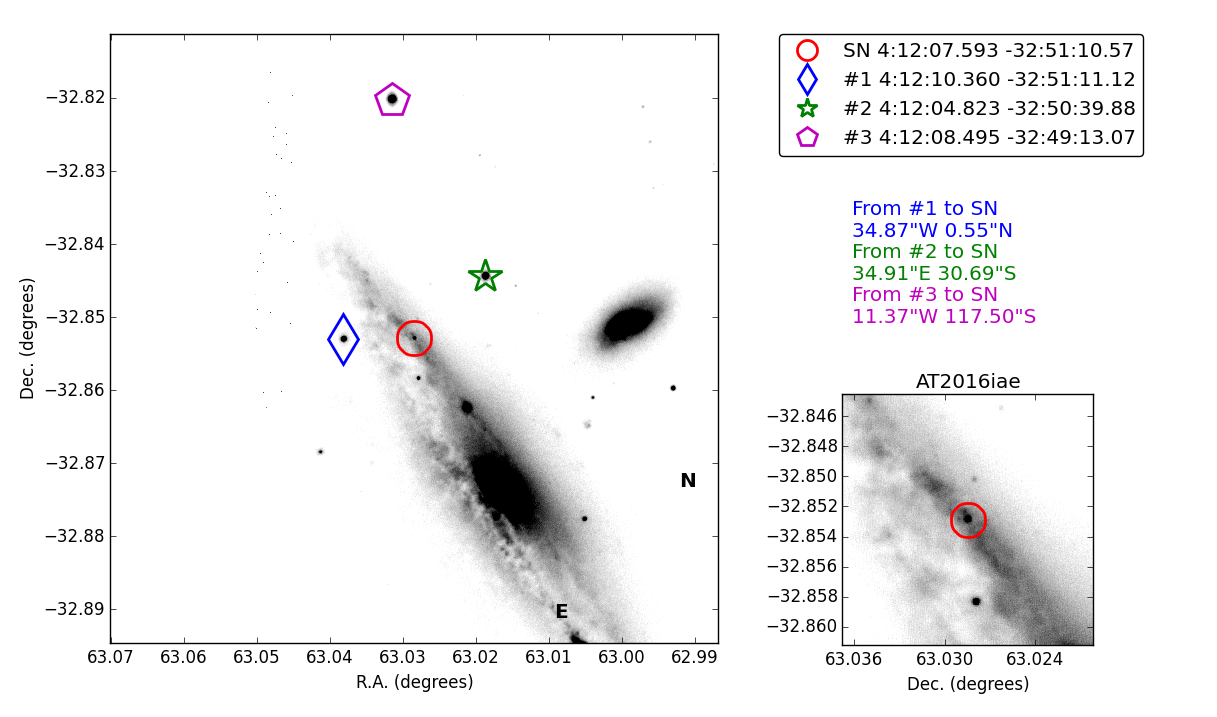 SN 4:12:07.593 -32:51:10.57
#1 4:12:10.360 -32:51:11.12
#2 4:12:04.823 -32:50:39.88
#3 4:12:08.495 -32:49:13.07
From #1 to SN
34.87"W 0.55"N
From #2 to SN
34.91"E 30.69"S
From #3 to SN
11.37"W 117.50"S
−32.82
−32.83
−32.84
−32.85
−32.86
−32.87
−32.88
−32.89
Dec. (degrees)
N
E
63.07 63.06 63.05 63.04 63.03 63.02 63.01 63.00 62.99
R.A. (degrees)
AT2016iae
−32.846
−32.848
−32.850
−32.852
−32.854
−32.856
−32.858
−32.860
63.036 63.030 63.024
Dec. (degrees)